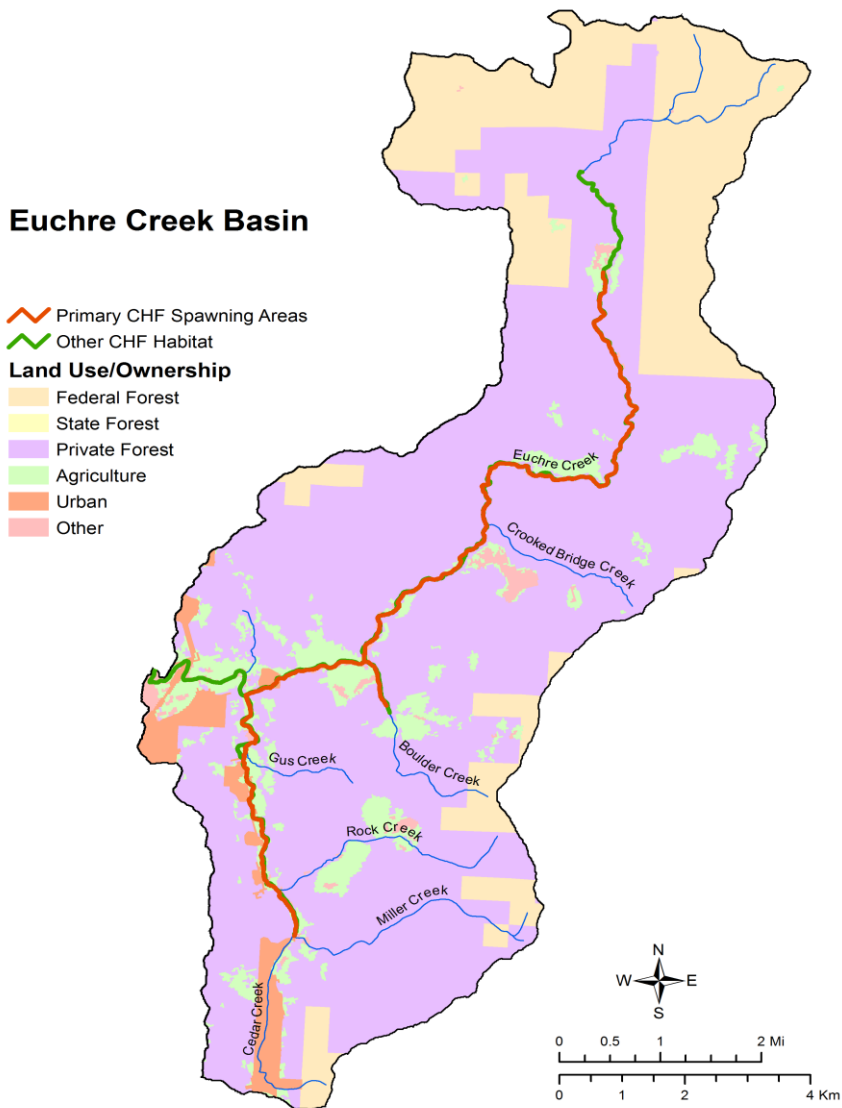 Euchre Creek Basin
Primary CHF Spawning Areas
Other CHF Habitat
Land Use/Ownership
Federal Forest
State Forest
Private Forest
Agriculture
Urban
Other
Euchre Creek
Crooked Bridge Creek
Boulder Creek
Gus Creek
Rock Creek
Miller Creek
Cedar Creek
N
W E
S
0 0.5 1 2 Mi
0 1 2 4 Km